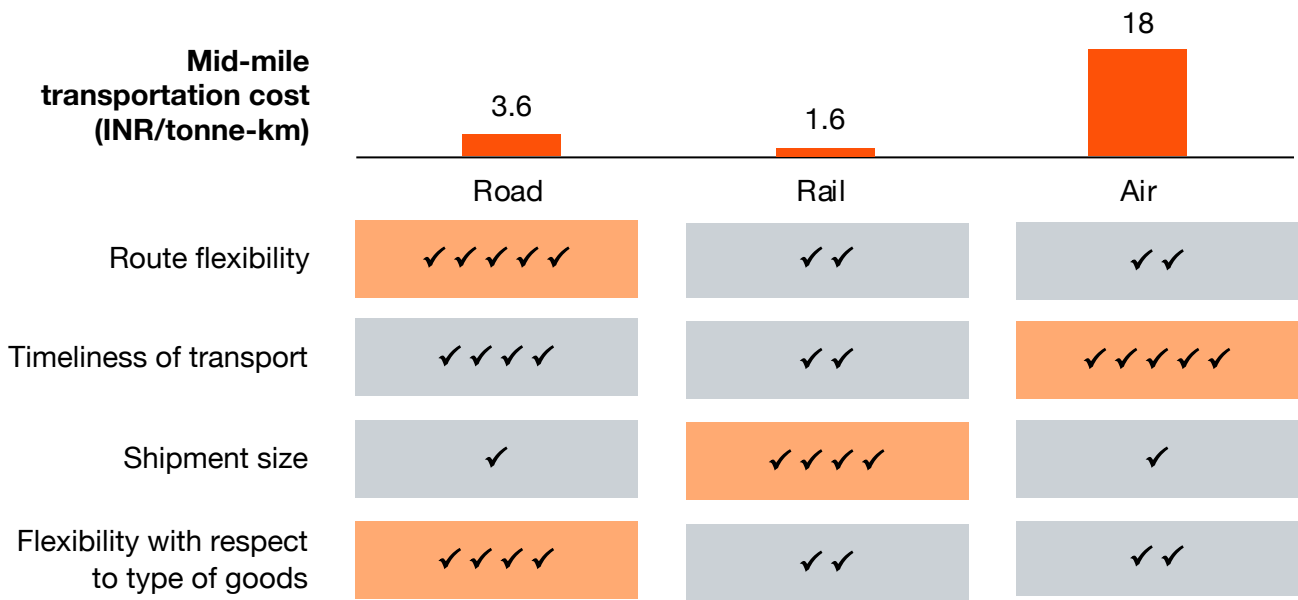 18
Mid-mile
transportation cost
(INR/tonne-km)
3.6
1.6
Road Rail Air
Route flexibility ✓✓✓✓✓ ✓✓ ✓✓
Timeliness of transport ✓✓✓✓ ✓✓ ✓✓✓✓✓
Shipment size ✓ ✓✓✓✓ ✓
Flexibility with respect
to type of goods ✓✓✓✓ ✓✓ ✓✓